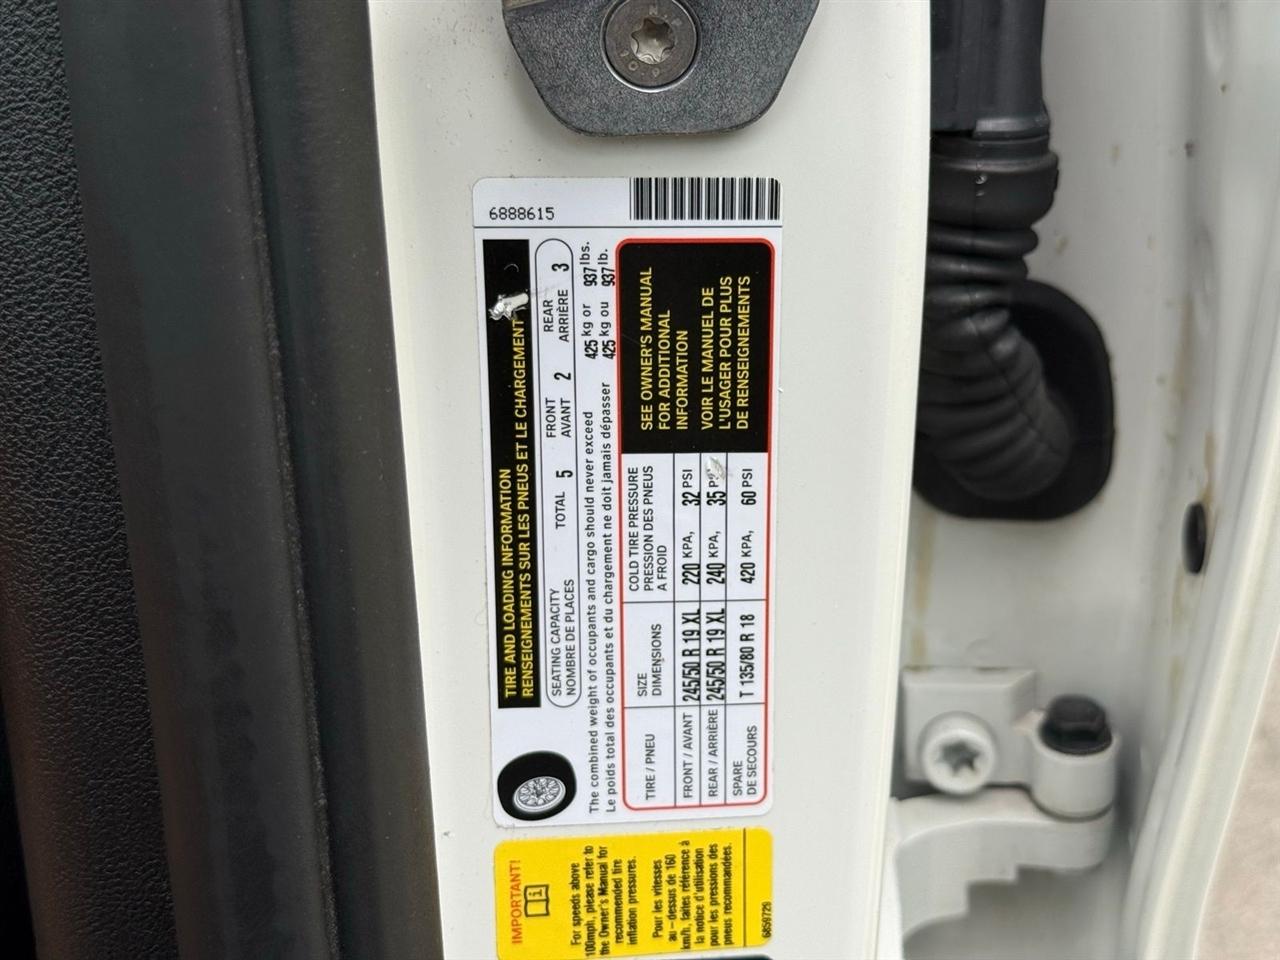 6888615
TIRE AND LOADING INFORMATION
RENSEIGNEMENTS SUR LES PNEUS ET LE CHARGEMENT
SEATING CAPACITY
NOMBRE DE PLACES
TOTAL 5
FRONT
AVANT 2
REAR
ARRIÈRE 3
The combined weight of occupants and cargo should never exceed 425 kg or 937 lbs.
Le poids total des occupants et du chargement ne doit jamais dépasser 425 kg ou 937 lb.
TIRE / PNEU
SIZE
DIMENSIONS
COLD TIRE PRESSURE
PRESSION DES PNEUS
A FROID
FRONT / AVANT 245/50 R 19 XL 220 KPA, 32 PSI
REAR / ARRIÈRE 245/50 R 19 XL 240 KPA, 35
SPARE
DE SECOURS T 135/80 R 18 420 KPA, 60 PSI
SEE OWNER'S MANUAL
FOR ADDITIONAL
INFORMATION
VOIR LE MANUEL DE
L'USAGER POUR PLUS
DE RENSEIGNEMENTS
IMPORTANT!
i
For speeds above
100mph, please refer to
the Owner's Manual for
recommended tire
inflation pressures.
Pour les vitesses
au - dessus de 160
km/h, faites référence à
la notice d'utilisation
pour les pressions des
pneus recommandées.
6859729
10.9